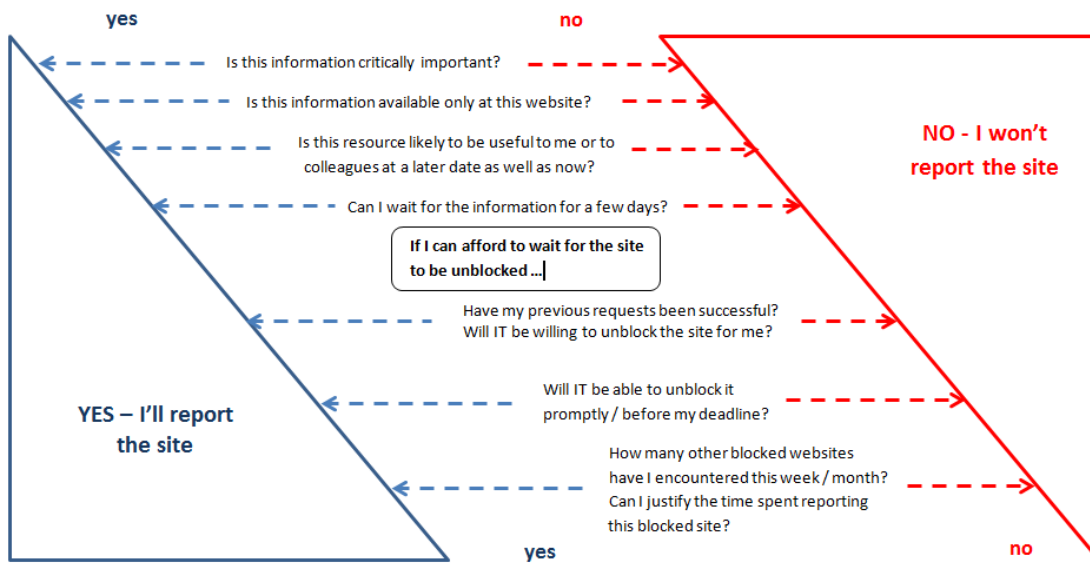 yes
no
Is this information critically important?
Is this information available only at this website?
Is this resource likely to be useful to me or to
colleagues at a later date as well as now?
NO - I won't
report the site
Can I wait for the information for a few days?
If I can afford to wait for the site
to be unblocked ...
Have my previous requests been successful?
Will IT be willing to unblock the site for me?
YES – I'll report
the site
Will IT be able to unblock it
promptly / before my deadline?
How many other blocked websites
have I encountered this week / month?
Can I justify the time spent reporting
this blocked site?
yes
no